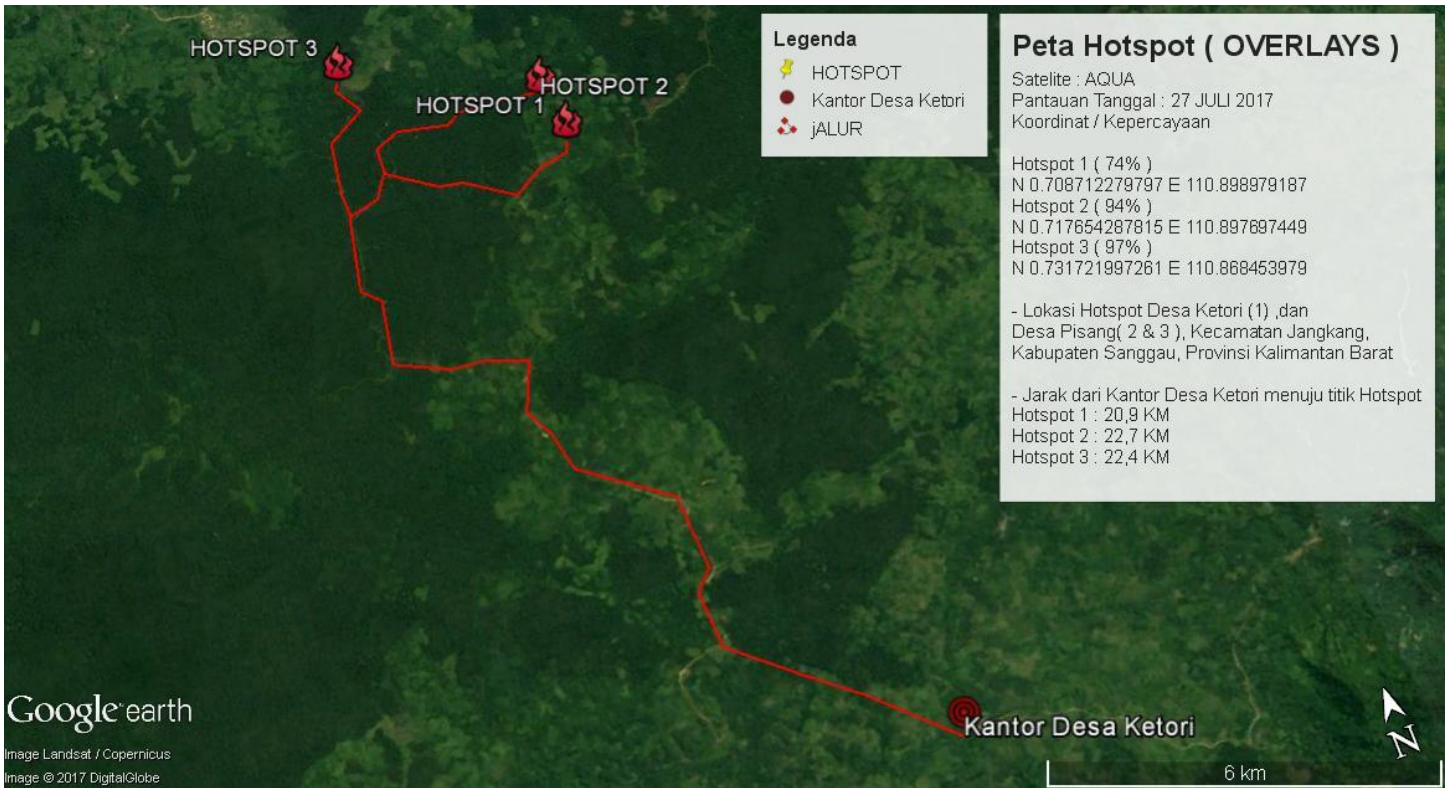 HOTSPOT 3
HOTSPOT 2
HOTSPOT 1
Legenda
HOTSPOT
Kantor Desa Ketori
jALUR
Peta Hotspot ( OVERLAYS )
Satelite : AQUA
Pantauan Tanggal : 27 JULI 2017
Koordinat / Kepercayaan
Hotspot 1 ( 74% )
N 0.708712279797 E 110.898979187
Hotspot 2 ( 94% )
N 0.717654287815 E 110.897697449
Hotspot 3 ( 97% )
N 0.731721997261 E 110.868453979
- Lokasi Hotspot Desa Ketori (1) ,dan
Desa Pisang( 2 & 3 ), Kecamatan Jangkang,
Kabupaten Sanggau, Provinsi Kalimantan Barat
- Jarak dari Kantor Desa Ketori menuju titik Hotspot
Hotspot 1 : 20,9 KM
Hotspot 2 : 22,7 KM
Hotspot 3 : 22,4 KM
Kantor Desa Ketori
Google earth
Image Landsat / Copernicus
Image © 2017 DigitalGlobe
N
6 km